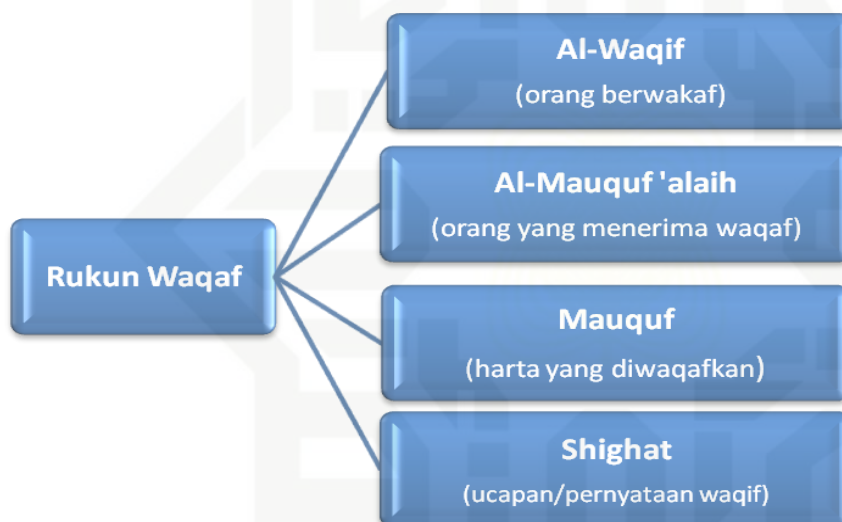 Rukun Waqaf
Al-Waqif
(orang berwakaf)
Al-Mauquf 'alaih
(orang yang menerima waqaf)
Mauquf
(harta yang diwaqafkan)
Shighat
(ucapan/pernyataan waqif)